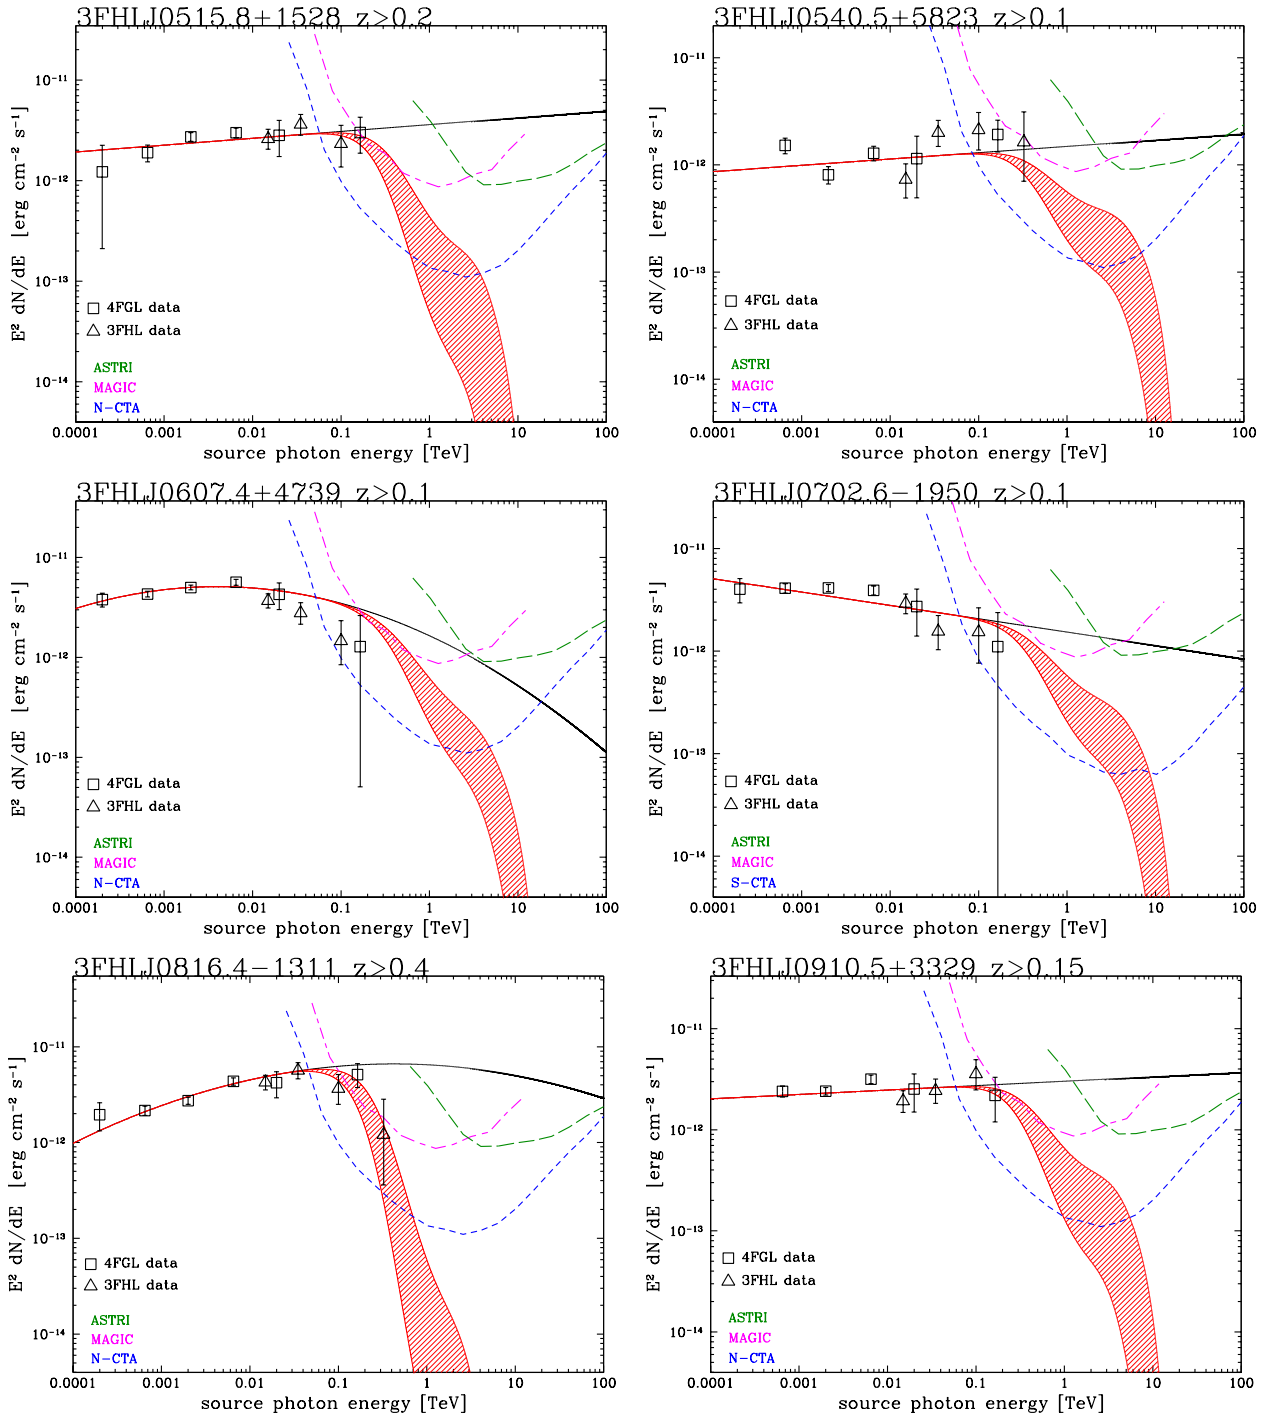 3FHLJ0515.8+1528 z>0.2
10⁻¹¹
10⁻¹²
10⁻¹³
10⁻¹⁴
E² dN/dE [erg cm⁻² s⁻¹]
4FGL data
3FHL data
ASTRI
MAGIC
N-CTA
0.0001 0.001 0.01 0.1 1 10 100
source photon energy [TeV]
3FHLJ0540.5+5823 z>0.1
10⁻¹¹
10⁻¹²
10⁻¹³
10⁻¹⁴
E² dN/dE [erg cm⁻² s⁻¹]
4FGL data
3FHL data
ASTRI
MAGIC
N-CTA
0.0001 0.001 0.01 0.1 1 10 100
source photon energy [TeV]
3FHLJ0607.4+4739 z>0.1
10⁻¹¹
10⁻¹²
10⁻¹³
10⁻¹⁴
E² dN/dE [erg cm⁻² s⁻¹]
4FGL data
3FHL data
ASTRI
MAGIC
N-CTA
0.0001 0.001 0.01 0.1 1 10 100
source photon energy [TeV]
3FHLJ0702.6-1950 z>0.1
10⁻¹¹
10⁻¹²
10⁻¹³
10⁻¹⁴
E² dN/dE [erg cm⁻² s⁻¹]
4FGL data
3FHL data
ASTRI
MAGIC
S-CTA
0.0001 0.001 0.01 0.1 1 10 100
source photon energy [TeV]
3FHLJ0816.4-1311 z>0.4
10⁻¹¹
10⁻¹²
10⁻¹³
10⁻¹⁴
E² dN/dE [erg cm⁻² s⁻¹]
4FGL data
3FHL data
ASTRI
MAGIC
N-CTA
0.0001 0.001 0.01 0.1 1 10 100
source photon energy [TeV]
3FHLJ0910.5+3329 z>0.15
10⁻¹¹
10⁻¹²
10⁻¹³
10⁻¹⁴
E² dN/dE [erg cm⁻² s⁻¹]
4FGL data
3FHL data
ASTRI
MAGIC
N-CTA
0.0001 0.001 0.01 0.1 1 10 100
source photon energy [TeV]